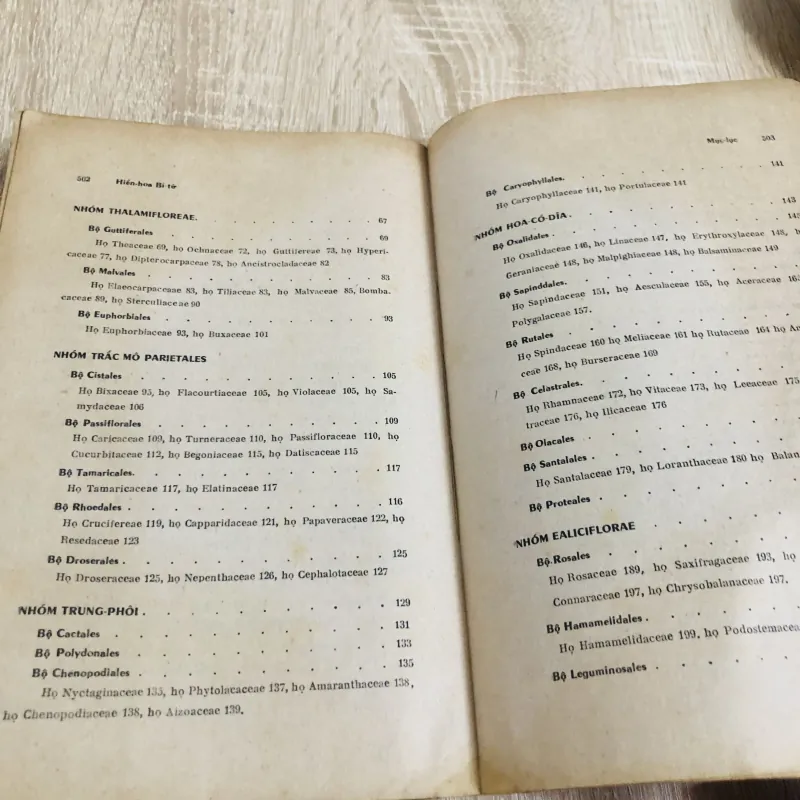 502 Hiển-hoa Bí-tử
NHÓM THALAMIFLOREAE. 67
Bộ Guttiferales 69
Họ Theaceae 69, họ Ochnaceae 72, họ Guttifereae 73, họ Hyperi-
caceae 77, họ Dipterocarpaceae 78, họ Ancistrocladaceae 82
Bộ Malvales 83
Họ Elaeocarpaceae 83, họ Tiliaceae 83, họ Malvaceae 85, Bomba-
caceae 89, họ Sterculiaceae 90
Bộ Euphorbiales 93
Họ Euphorbiaceae 93, họ Buxaceae 101
NHÓM TRẮC MÔ PARIETALES
Bộ Cistales 105
Họ Bixaceae 95, họ Flacourtiaceae 105, họ Violaceae 105, họ Sa-
mydaceae 106
Bộ Passiflorales 109
Họ Caricaceae 109, họ Turneraceae 110, họ Passifloraceae 110, họ
Cucurbitaceae 112, họ Begoniaceae 115, họ Datiscaceae 115
Bộ Tamaricales. 117
Họ Tamaricaceae 117, họ Elatinaceae 117
Bộ Rhoedales 116
Họ Crucifereae 119, họ Capparidaceae 121, họ Papaveraceae 122, họ
Resedaceae 123
Bộ Droserales 125
Họ Droseraceae 125, họ Nepenthaceae 126, họ Cephalotaceae 127
NHÓM TRUNG-PHÔI 129
Bộ Cactales 131
Bộ Polydonales 133
Bộ Chenopodiales 135
Họ Nyctaginaceae 135, họ Phytolacaceae 137, họ Amaranthaceae 138,
họ Chenopodiaceae 138, họ Aizoaceae 139.
Mục-lục 503
Bộ Caryophyllales. 141
Họ Caryophyllaceae 141, họ Portulaceae 141
NHÓM HOA-CÓ-DĨA 143
Bộ Oxalidales 145
Họ Oxalidaceae 146, họ Linaceae 147, họ Erythroxylaceae 148, họ
Geraniaceae 148, họ Malpighiaceae 148, họ Balsaminaceae 149
Bộ Sapinddales.
Họ Sapindaceae 151, họ Aesculaceae 155, họ Aceraceae 165
Polygalaceae 157.
Bộ Rutales
Họ Spindaceae 160 họ Meliaceae 161 họ Rutaceae 164 họ Ac
ceae 168, họ Burseraceae 169
Bộ Celastrales.
Họ Rhamnaceae 172, họ Vitaceae 173, họ Leeaceae 175
traceae 176, họ Ilicaceae 176
Bộ Olacales
Bộ Santalales
Họ Santalaceae 179, họ Loranthaceae 180 họ Balan
Bộ Proteales
NHÓM EALICIFLORAE
Bộ Rosales
Họ Rosaceae 189, họ Saxifragaceae 193, họ
Connaraceae 197, họ Chrysobalanaceae 197.
Bộ Hamamelidales
Họ Hamamelidaceae 199, họ Podostemacea
Bộ Leguminosales